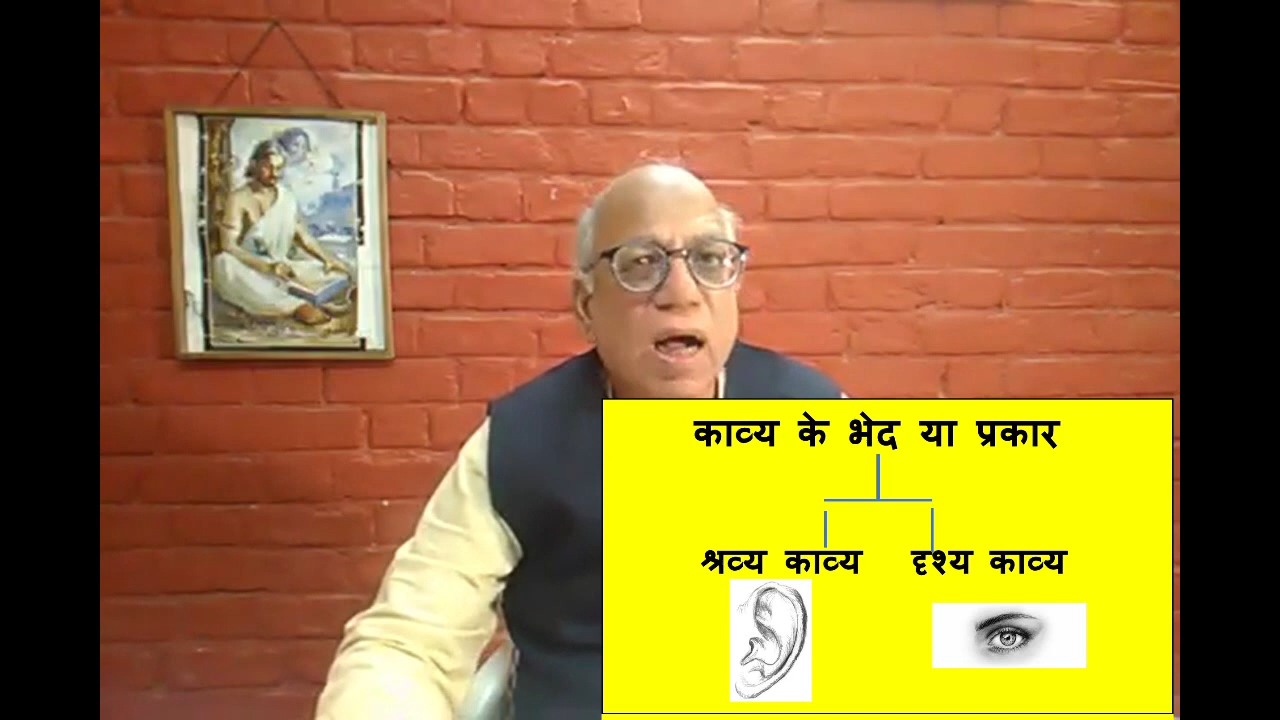 काव्य के भेद या प्रकार
श्रव्य काव्य दृश्य काव्य